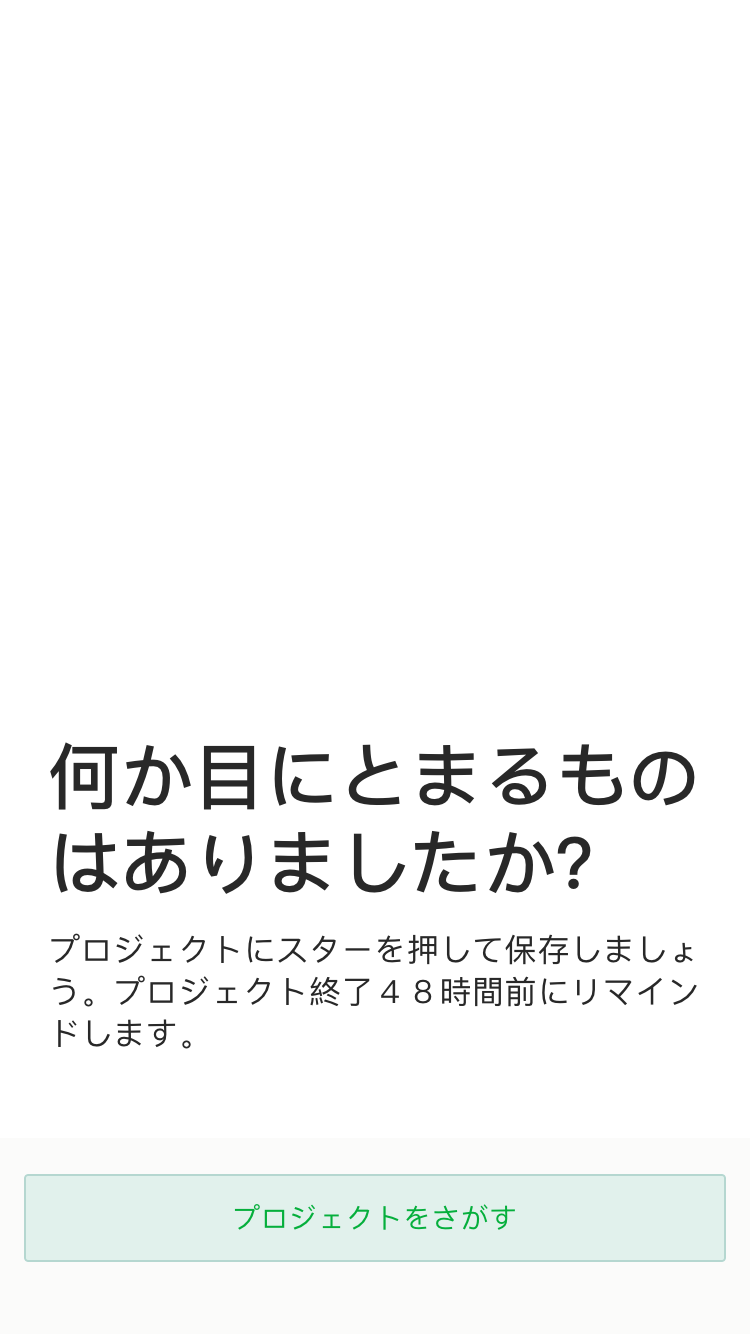 何か目にとまるもの
はありましたか?
プロジェクトにスターを押して保存しましょ
う。プロジェクト終了４８時間前にリマイン
ドします。
プロジェクトをさがす